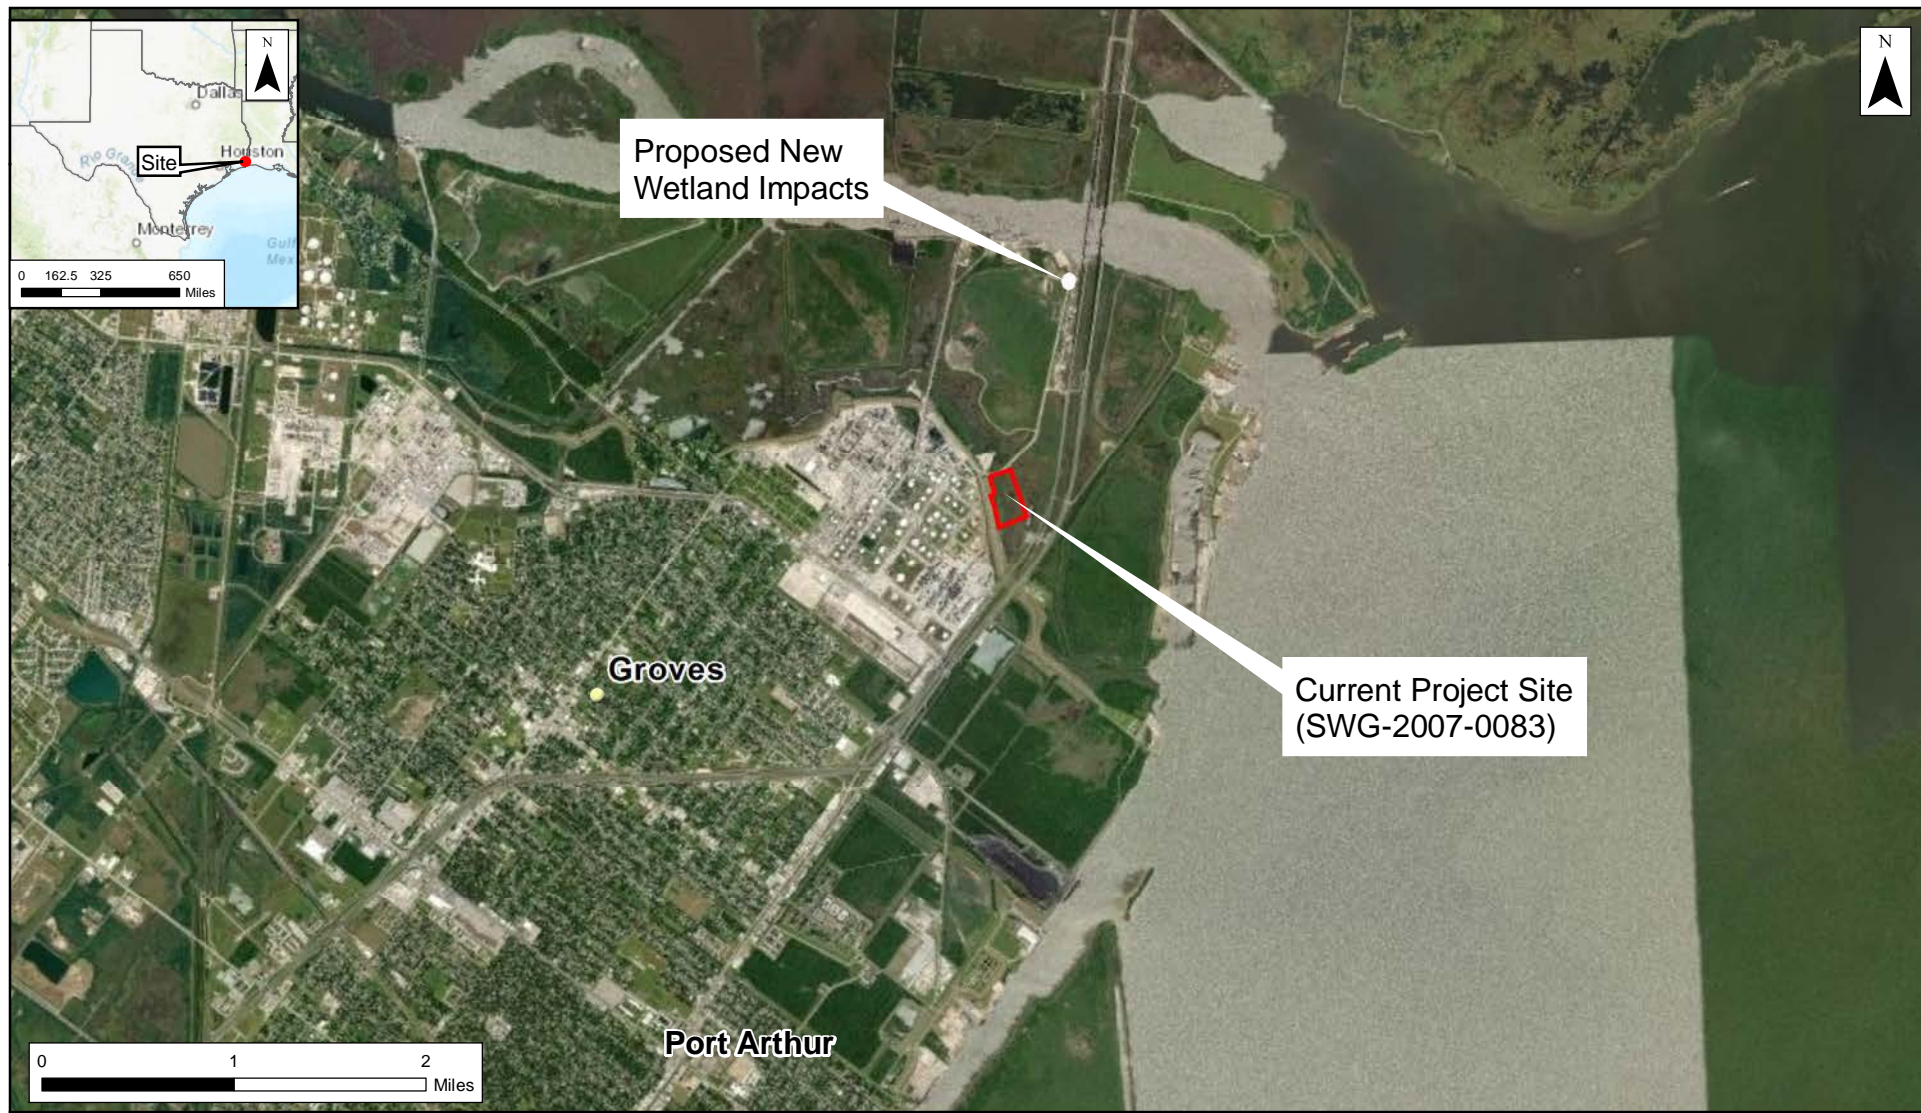 N
Dallas
Houston
Site
Rio Grande
Monterrey
Gulf
Mex
0 162.5 325 650
Miles
N
Proposed New
Wetland Impacts
Current Project Site
(SWG-2007-0083)
Groves
Port Arthur
0 1 2
Miles